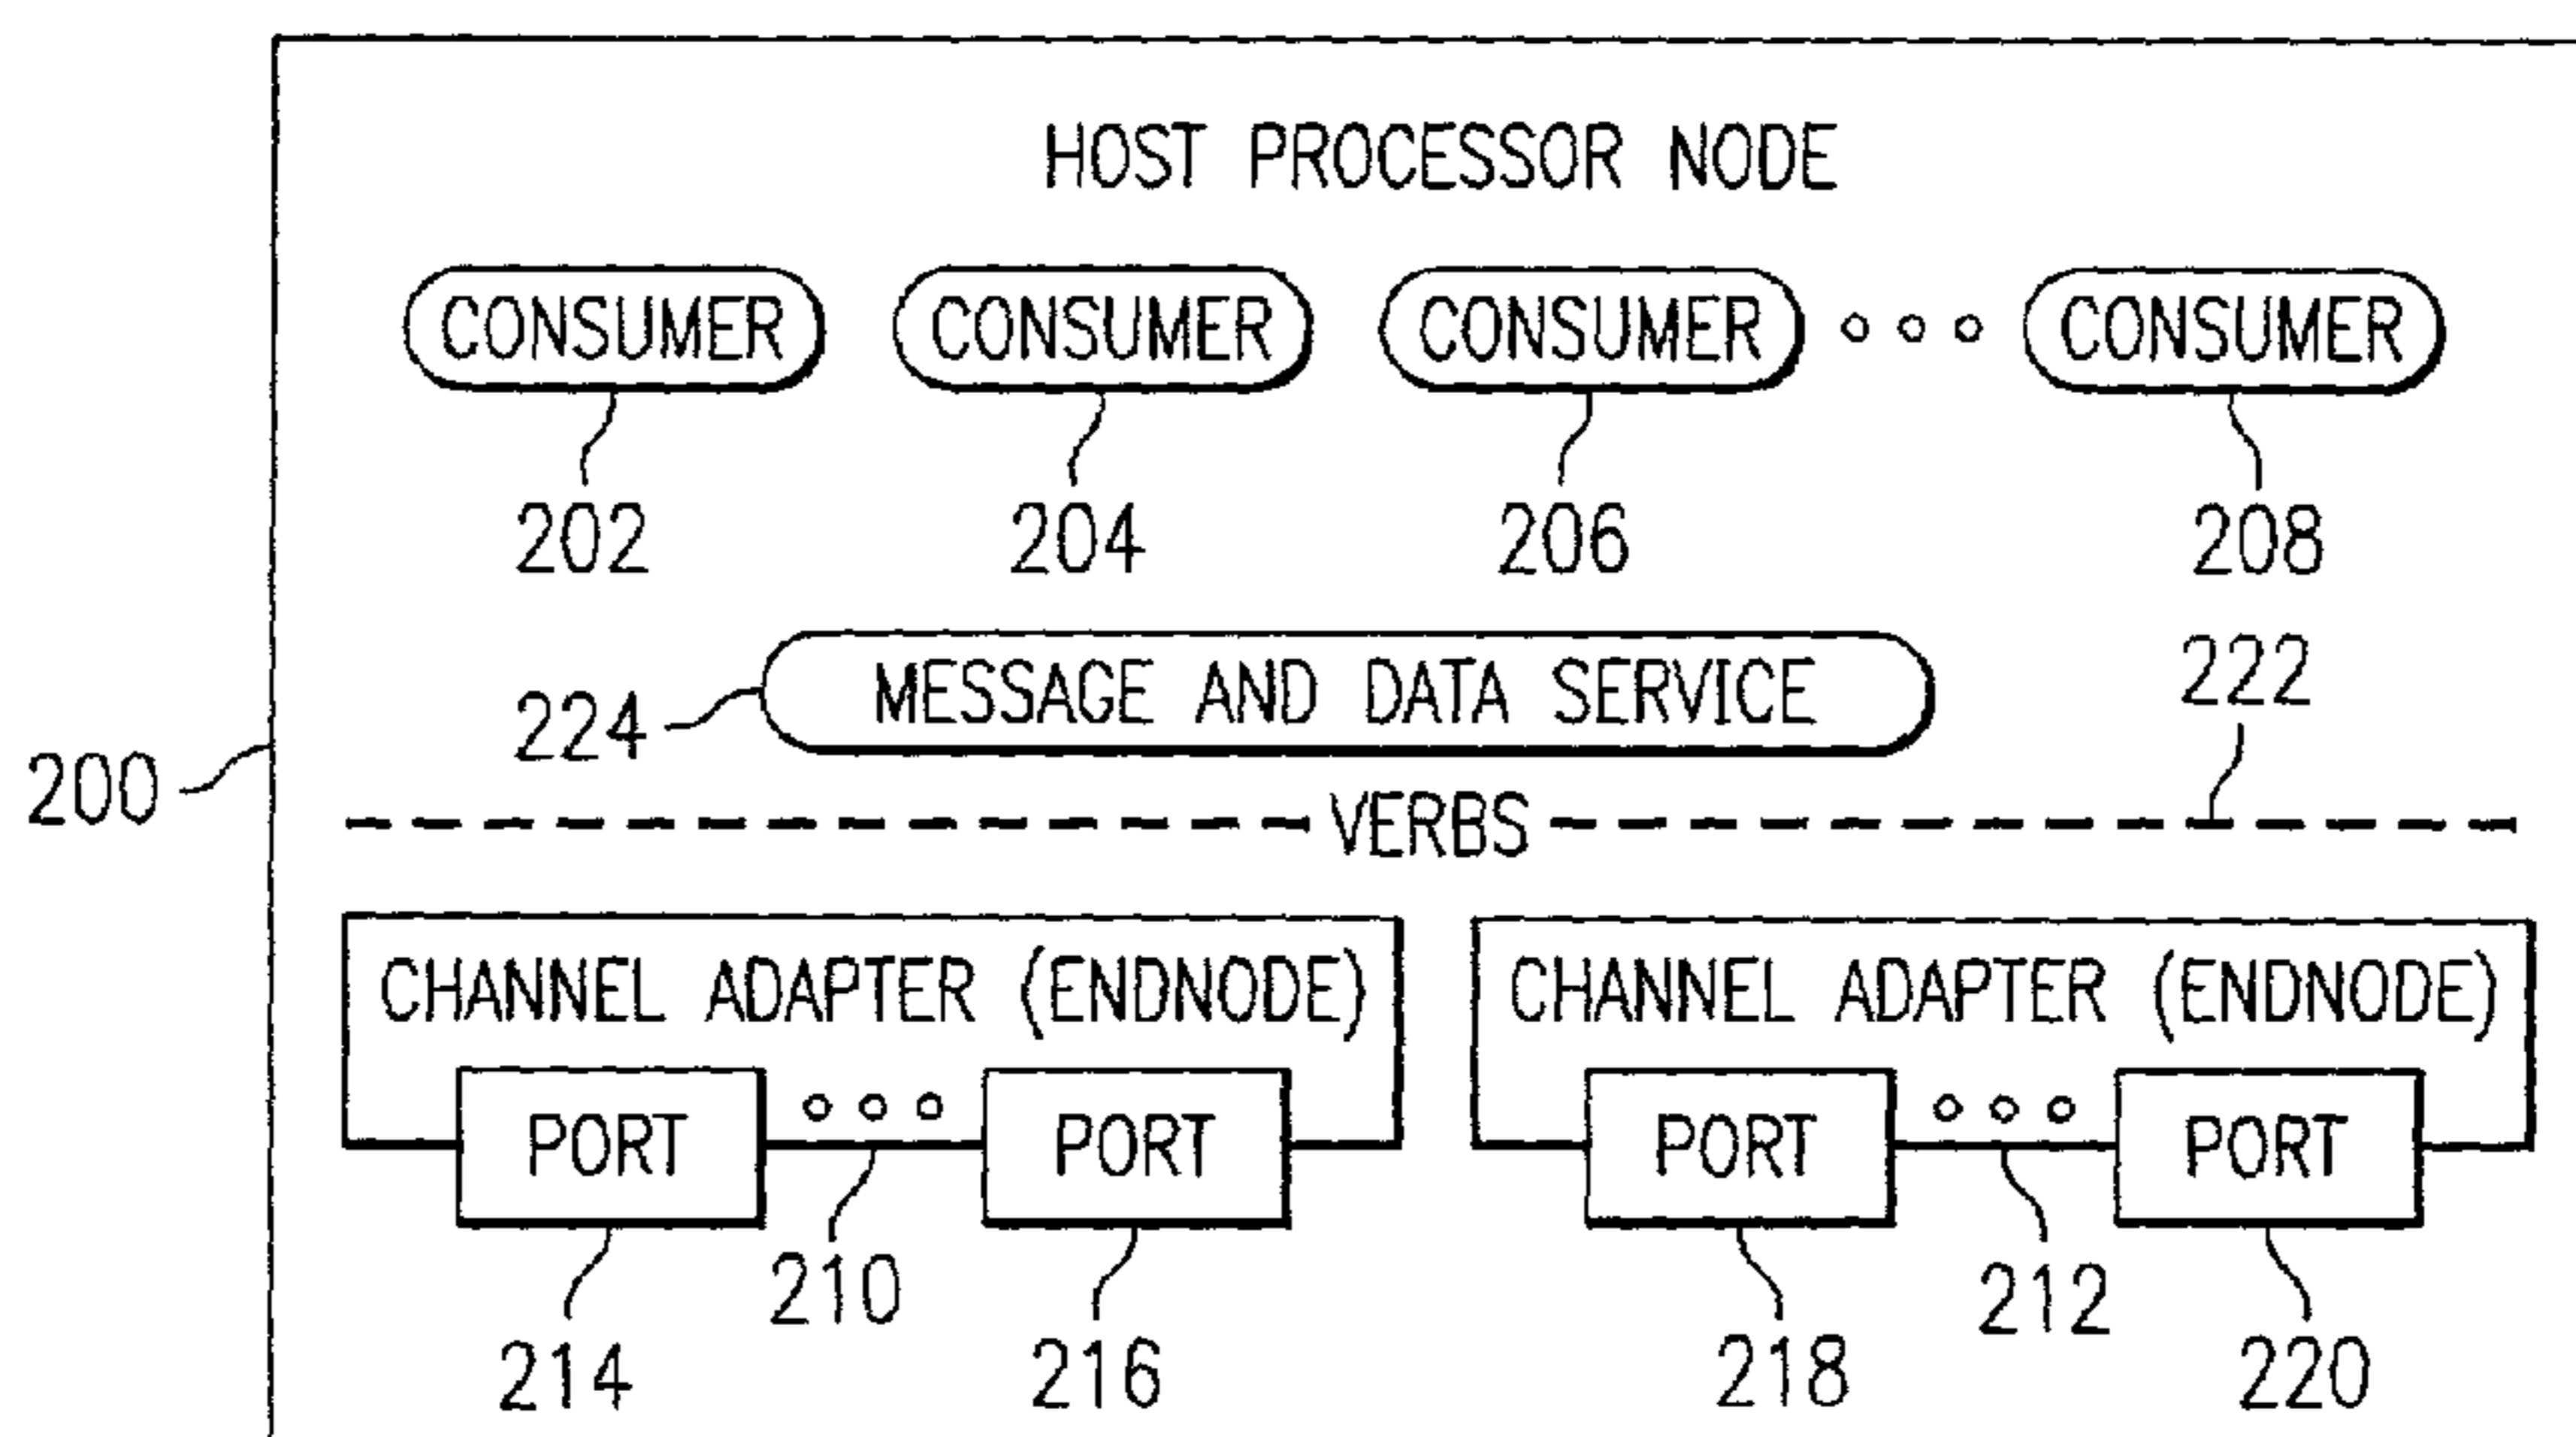 HOST PROCESSOR NODE
CONSUMER CONSUMER CONSUMER CONSUMER
202 204 206 208
MESSAGE AND DATA SERVICE
222
224
200
VERBS
CHANNEL ADAPTER (ENDNODE) CHANNEL ADAPTER (ENDNODE)
PORT PORT PORT PORT
210 212
214 216 218 220